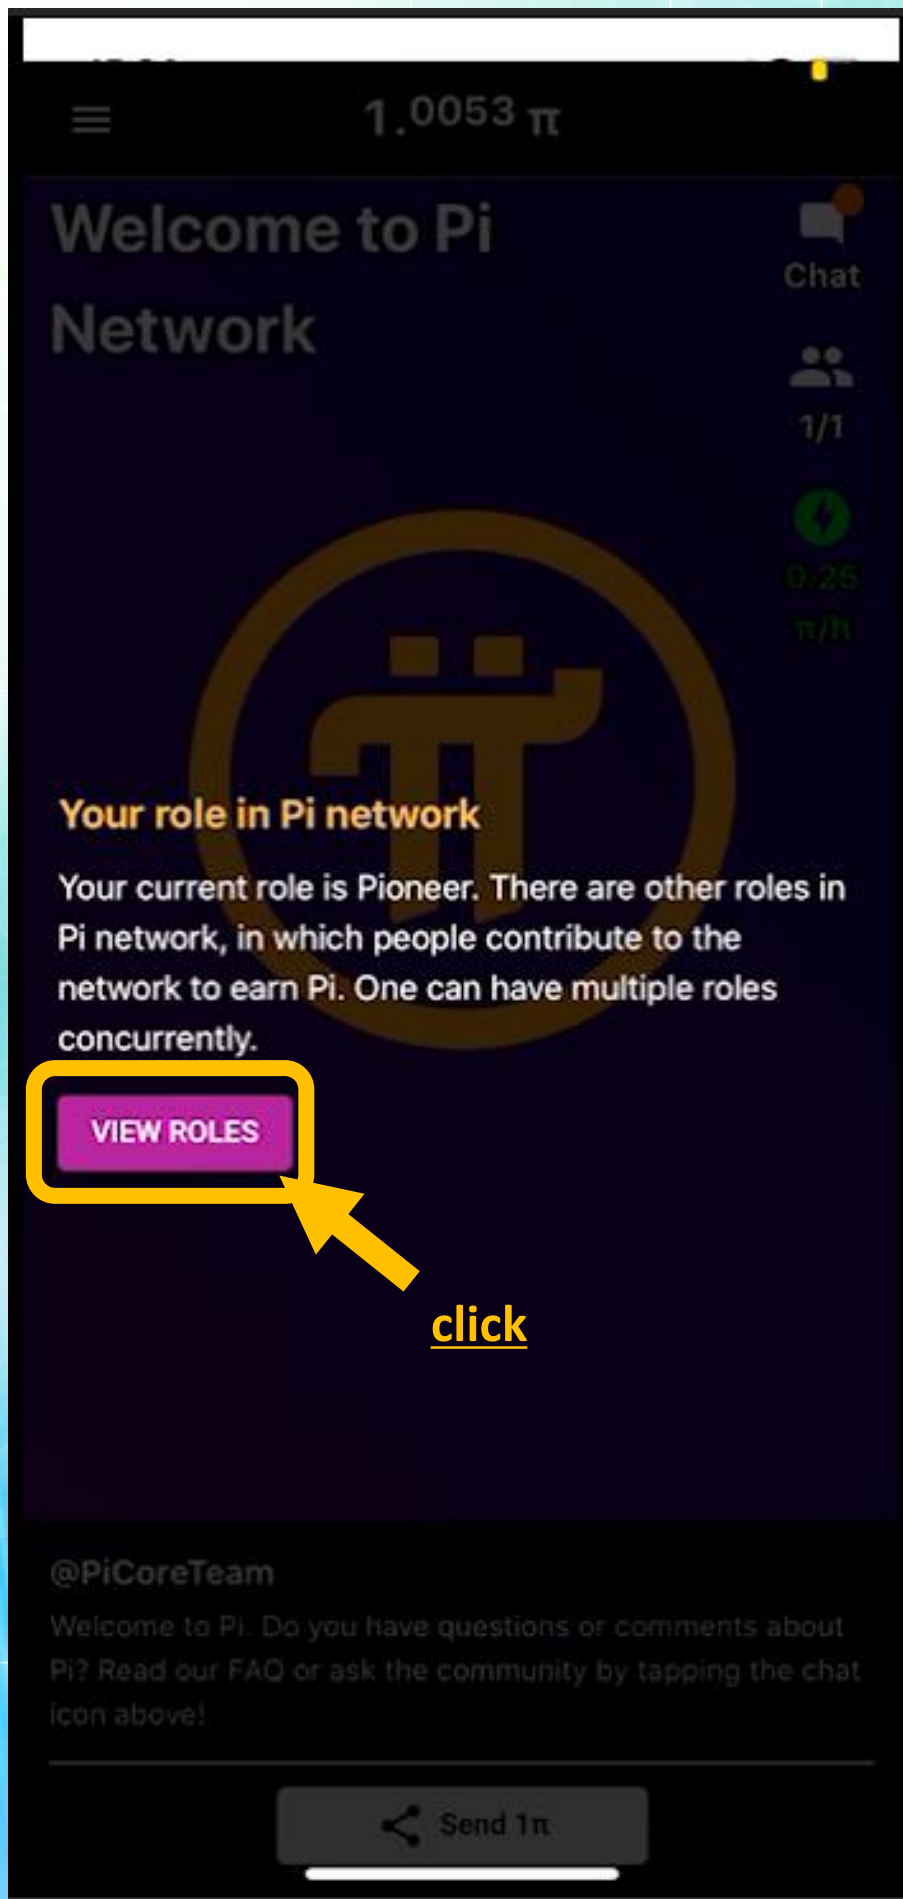 1.0053 π
Welcome to Pi
Network
Chat
1/1
0.25
π/h
Your role in Pi network
Your current role is Pioneer. There are other roles in
Pi network, in which people contribute to the
network to earn Pi. One can have multiple roles
concurrently.
VIEW ROLES
click
@PiCoreTeam
Welcome to Pi. Do you have questions or comments about
Pi? Read our FAQ or ask the community by tapping the chat
icon above!
Send 1π